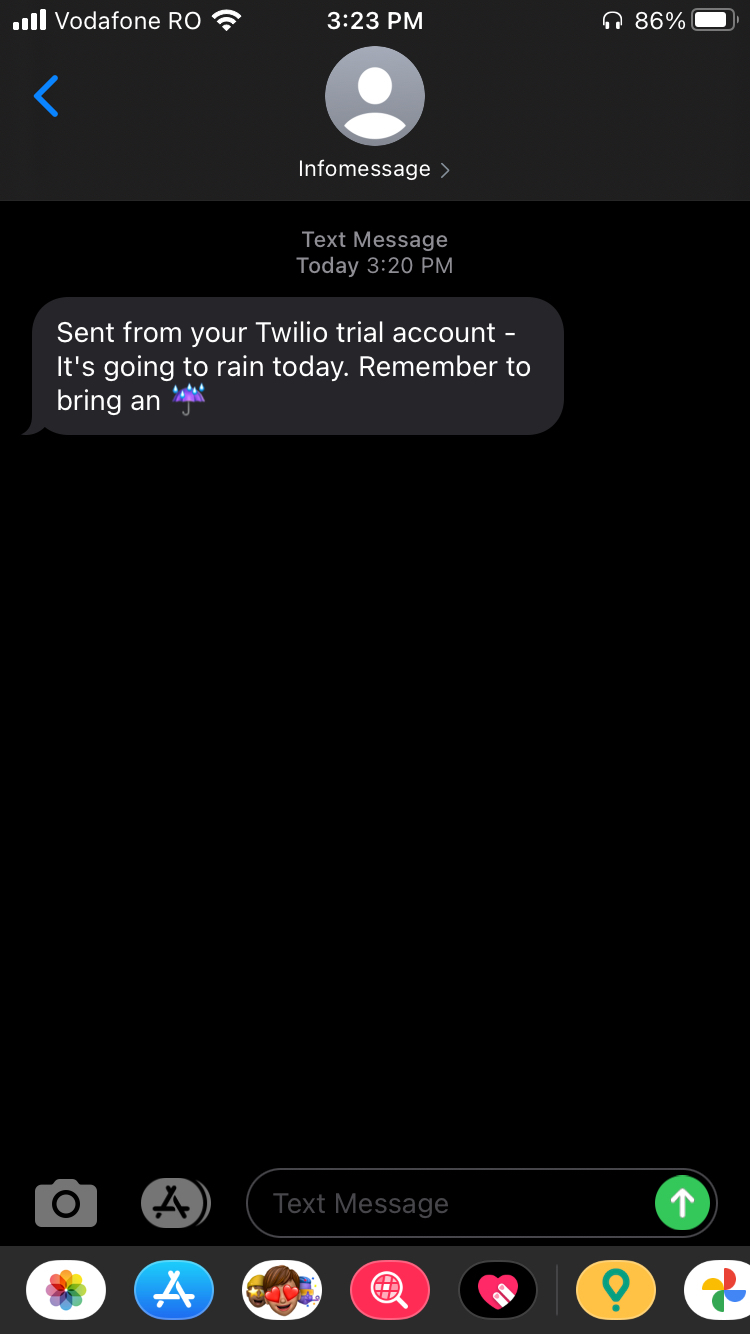 Vodafone RO 3:23 PM 86%
Infomessage
Text Message
Today 3:20 PM
Sent from your Twilio trial account -
It's going to rain today. Remember to
bring an ☔
Text Message